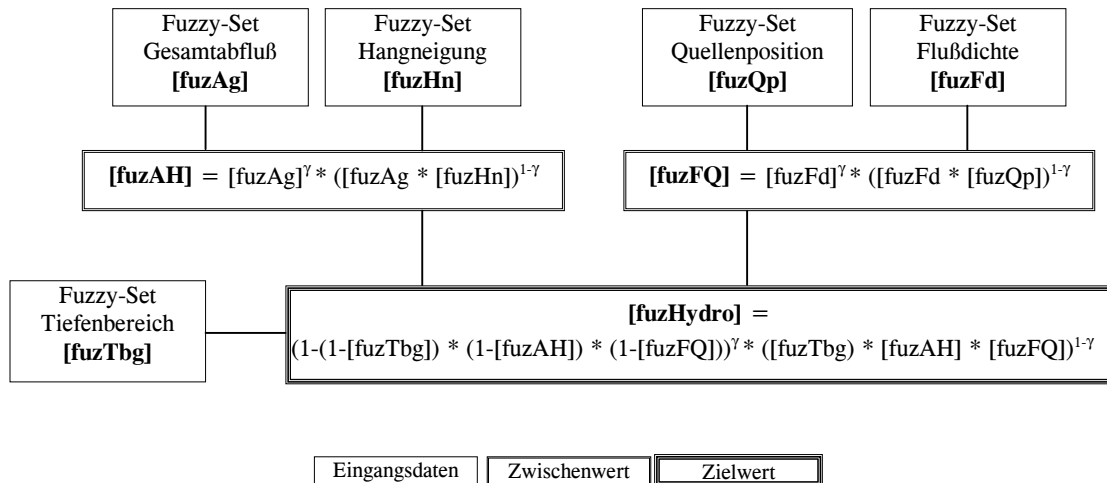 Fuzzy-Set
Gesamtabfluß
[fuzAg]
Fuzzy-Set
Hangneigung
[fuzHn]
Fuzzy-Set
Quellenposition
[fuzQp]
Fuzzy-Set
Flußdichte
[fuzFd]
[fuzAH] = [fuzAg]^γ * ([fuzAg * [fuzHn])^1-γ
[fuzFQ] = [fuzFd]^γ * ([fuzFd * [fuzQp])^1-γ
Fuzzy-Set
Tiefenbereich
[fuzTbg]
[fuzHydro] =
(1-(1-[fuzTbg]) * (1-[fuzAH]) * (1-[fuzFQ]))^γ * ([fuzTbg) * [fuzAH] * [fuzFQ])^1-γ
Eingangsdaten
Zwischenwert
Zielwert